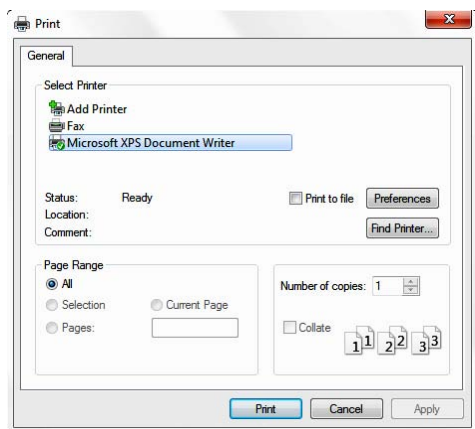 Print
General
Select Printer
Add Printer
Fax
Microsoft XPS Document Writer
Status: Ready
Print to file
Preferences
Location:
Comment:
Find Printer...
Page Range
All
Selection
Current Page
Pages:
Number of copies: 1
Collate
1 1 2 2 3 3
Print
Cancel
Apply